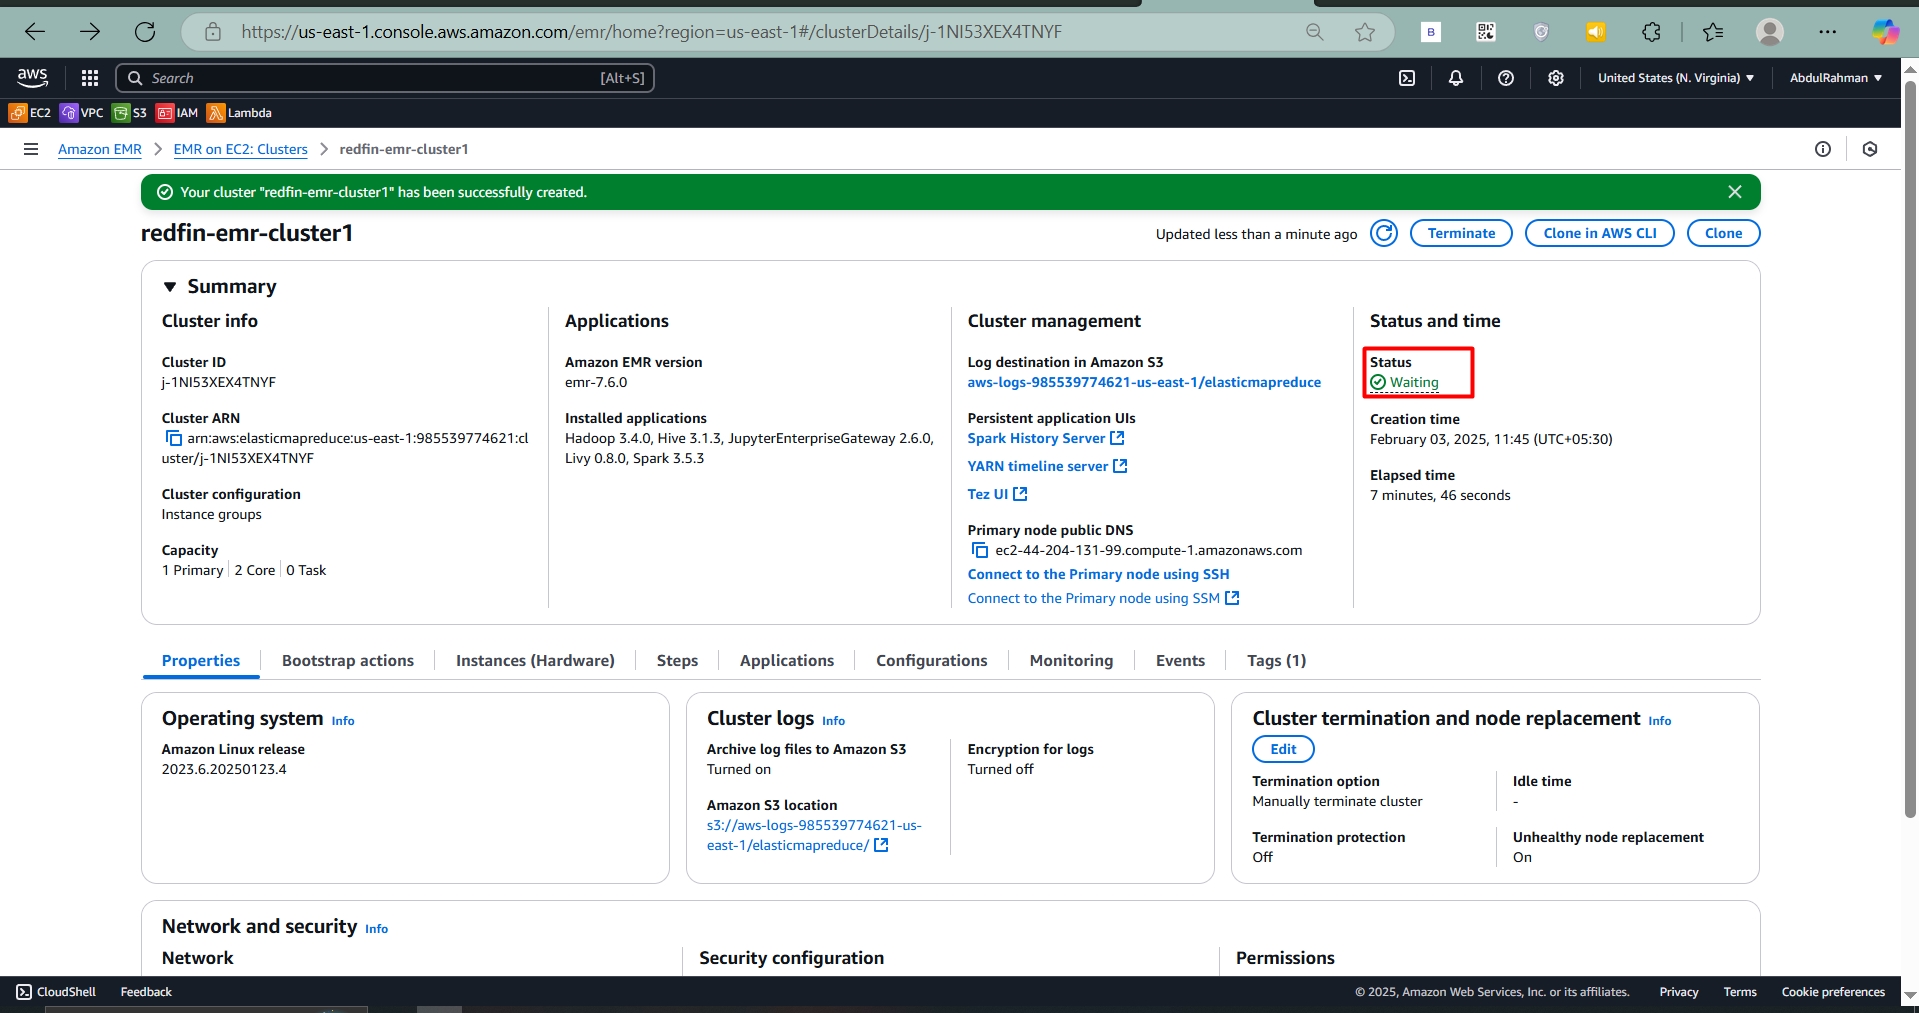 https://us-east-1.console.aws.amazon.com/emr/home?region=us-east-1#/clusterDetails/j-1NI53XEX4TNYF
B
aws
Search [Alt+S]
United States (N. Virginia)
AbdulRahman
EC2 VPC S3 IAM Lambda
Amazon EMR > EMR on EC2: Clusters > redfin-emr-cluster1
Your cluster "redfin-emr-cluster1" has been successfully created.
redfin-emr-cluster1
Updated less than a minute ago
Terminate
Clone in AWS CLI
Clone
Summary
Cluster info
Cluster ID
j-1NI53XEX4TNYF
Cluster ARN
arn:aws:elasticmapreduce:us-east-1:985539774621:cl
uster/j-1NI53XEX4TNYF
Cluster configuration
Instance groups
Capacity
1 Primary | 2 Core | 0 Task
Applications
Amazon EMR version
emr-7.6.0
Installed applications
Hadoop 3.4.0, Hive 3.1.3, JupyterEnterpriseGateway 2.6.0,
Livy 0.8.0, Spark 3.5.3
Cluster management
Log destination in Amazon S3
aws-logs-985539774621-us-east-1/elasticmapreduce
Persistent application UIs
Spark History Server
YARN timeline server
Tez UI
Primary node public DNS
ec2-44-204-131-99.compute-1.amazonaws.com
Connect to the Primary node using SSH
Connect to the Primary node using SSM
Status and time
Status
Waiting
Creation time
February 03, 2025, 11:45 (UTC+05:30)
Elapsed time
7 minutes, 46 seconds
Properties
Bootstrap actions
Instances (Hardware)
Steps
Applications
Configurations
Monitoring
Events
Tags (1)
Operating system Info
Amazon Linux release
2023.6.20250123.4
Cluster logs Info
Archive log files to Amazon S3
Turned on
Amazon S3 location
s3://aws-logs-985539774621-us-
east-1/elasticmapreduce/
Encryption for logs
Turned off
Cluster termination and node replacement Info
Edit
Termination option
Manually terminate cluster
Idle time
-
Termination protection
Off
Unhealthy node replacement
On
Network and security Info
Network
Security configuration
Permissions
CloudShell
Feedback
© 2025, Amazon Web Services, Inc. or its affiliates.
Privacy
Terms
Cookie preferences